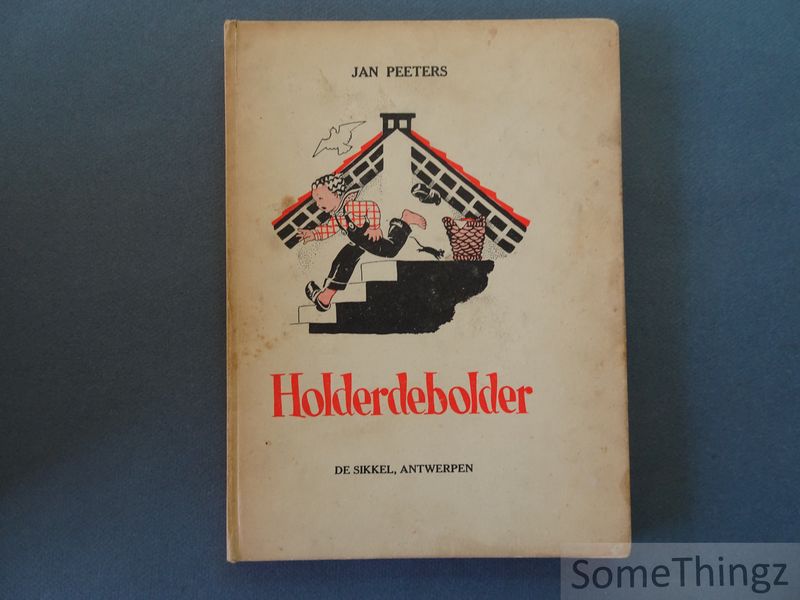 JAN PEETERS
Holderdebolder
DE SIKKEL, ANTWERPEN
SomeThingz